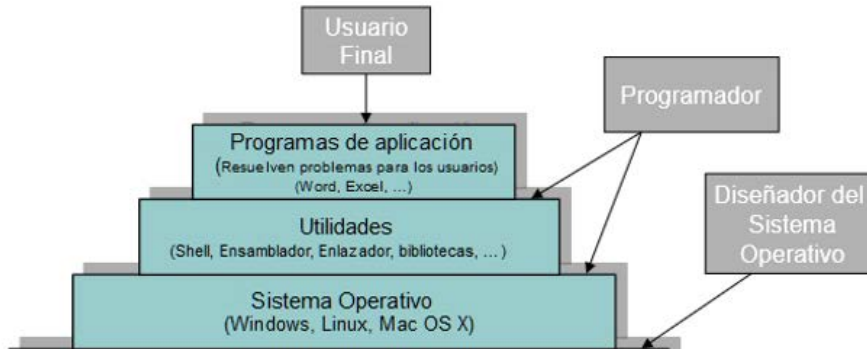 Usuario
Final
Programador
Programas de aplicación
(Resuelven problemas para los usuarios)
(Word, Excel, ...)
Diseñador del
Sistema
Operativo
Utilidades
(Shell, Ensamblador, Enlazador, bibliotecas, ... )
Sistema Operativo
(Windows, Linux, Mac OS X)